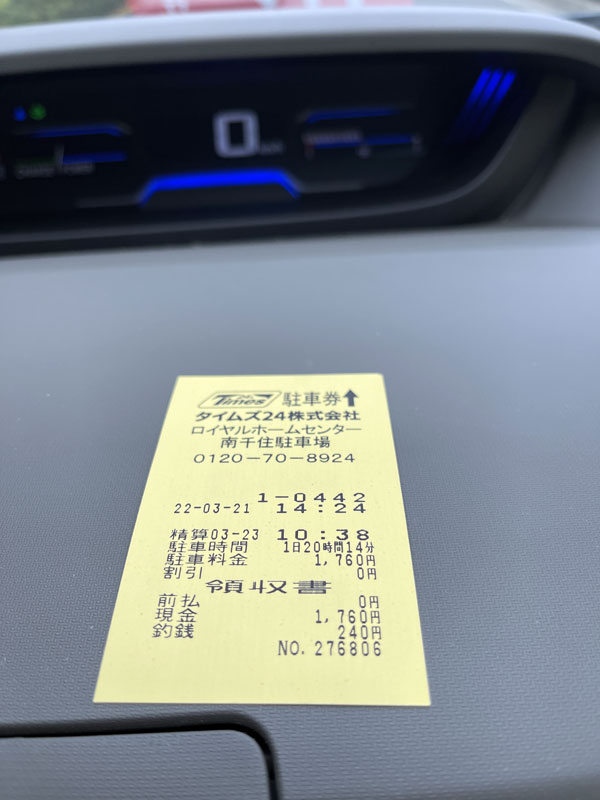 0
Times 駐車券↑
タイムズ24株式会社
ロイヤルホームセンター
南千住駐車場
0120-70-8924
1-0442
22-03-21 14:24
精算03-23 10:38
駐車時間 1日20時間14分
駐車料金 1,760円
割引 0円
領収書
前払 0円
現金 1,760円
釣銭 240円
NO.276806